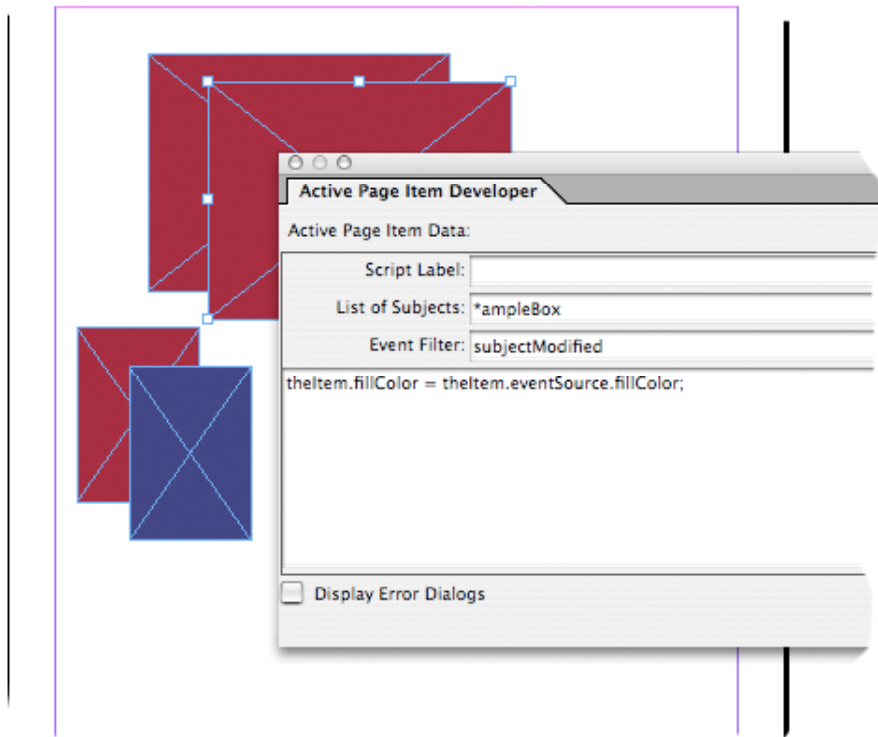 Active Page Item Developer
Active Page Item Data:
Script Label:
List of Subjects: *ampleBox
Event Filter: subjectModified
theItem.fillColor = theItem.eventSource.fillColor;
Display Error Dialogs